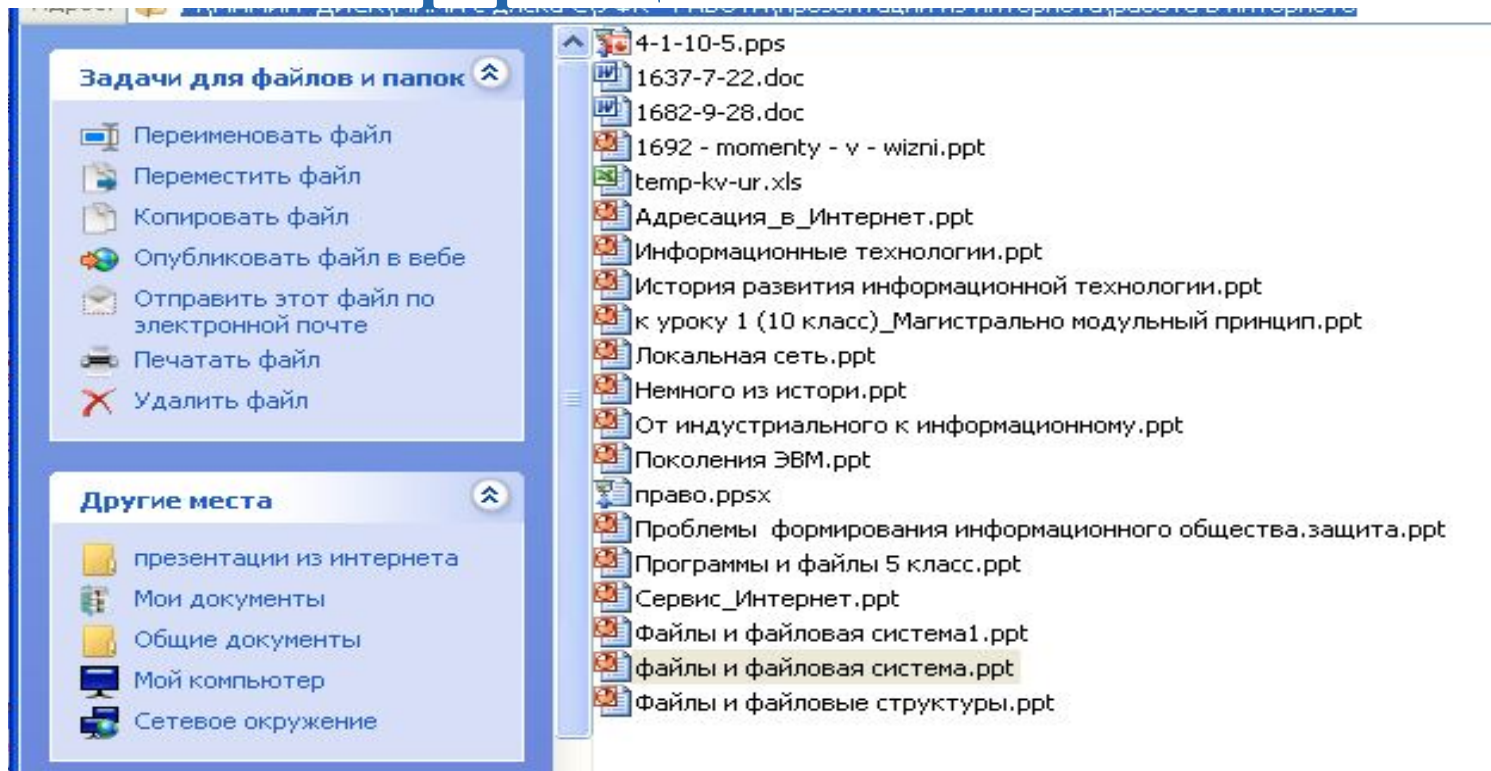 Задачи для файлов и папок
Переименовать файл
Переместить файл
Копировать файл
Опубликовать файл в вебе
Отправить этот файл по
электронной почте
Печатать файл
Удалить файл
Другие места
презентации из интернета
Мои документы
Общие документы
Мой компьютер
Сетевое окружение
4-1-10-5.pps
1637-7-22.doc
1682-9-28.doc
1692 - momenty - v - wizni.ppt
temp-kv-ur.xls
Адресация_в_Интернет.ppt
Информационные технологии.ppt
История развития информационной технологии.ppt
к уроку 1 (10 класс)_Магистрально модульный принцип.ppt
Локальная сеть.ppt
Немного из истори.ppt
От индустриального к информационному.ppt
Поколения ЭВМ.ppt
право.ppsx
Проблемы  формирования информационного общества.защита.ppt
Программы и файлы 5 класс.ppt
Сервис_Интернет.ppt
Файлы и файловая система1.ppt
файлы и файловая система.ppt
Файлы и файловые структуры.ppt